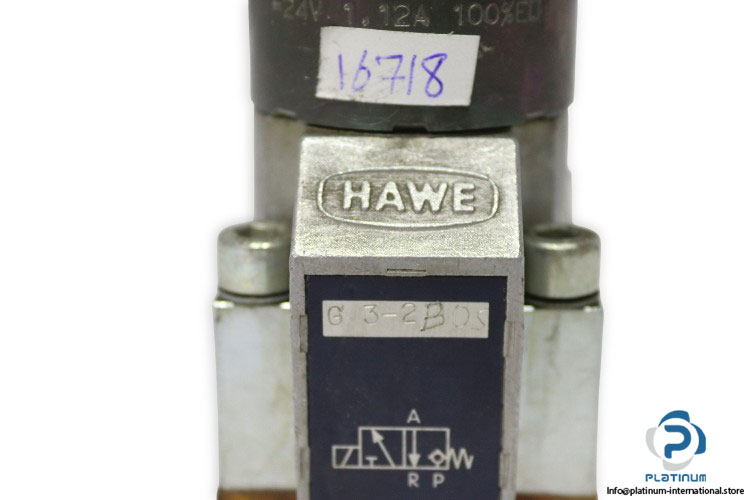 =24V 1,12A 100%ED
16718
HAWE
G 3-2BOS
A
R P
PLATINUM
Info@platinum-international.store